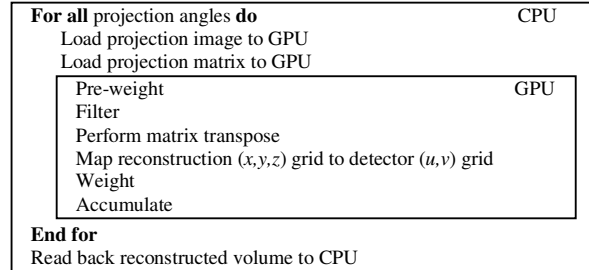 For all projection angles do CPU
Load projection image to GPU
Load projection matrix to GPU
Pre-weight GPU
Filter
Perform matrix transpose
Map reconstruction (x,y,z) grid to detector (u,v) grid
Weight
Accumulate
End for
Read back reconstructed volume to CPU